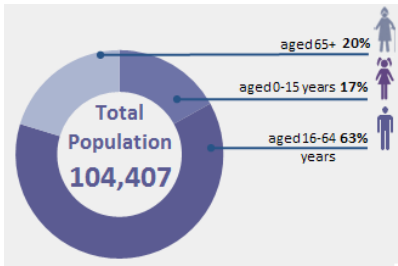 aged 65+ 20%
aged 0-15 years 17%
aged 16-64 63%
years
Total
Population
104,407